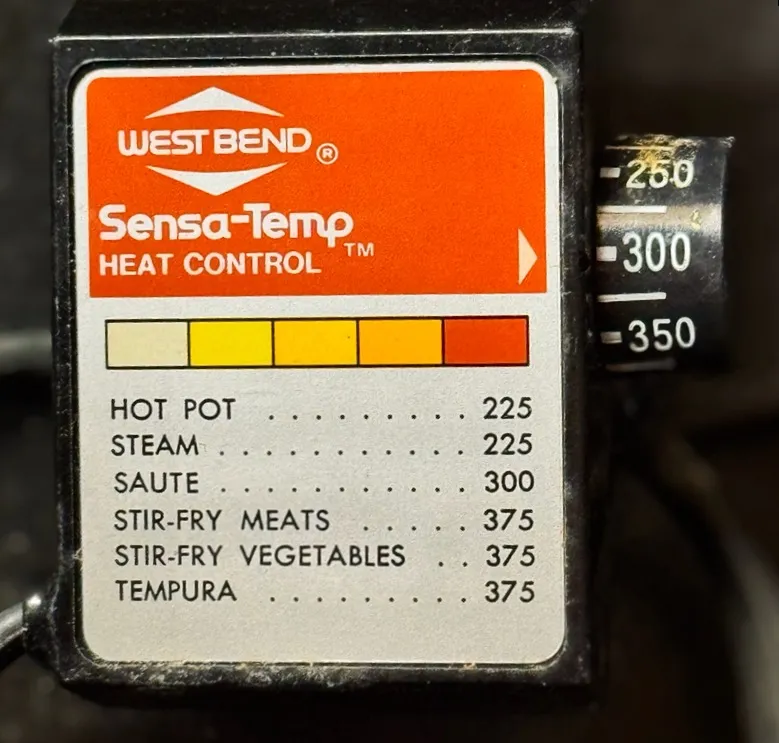 WEST BEND ®
Sensa-Temp ™
HEAT CONTROL
HOT POT . . . . . . . . . 225
STEAM . . . . . . . . . . . 225
SAUTE . . . . . . . . . . . 300
STIR-FRY MEATS . . . . . 375
STIR-FRY VEGETABLES . . 375
TEMPURA . . . . . . . . . 375
250
300
350